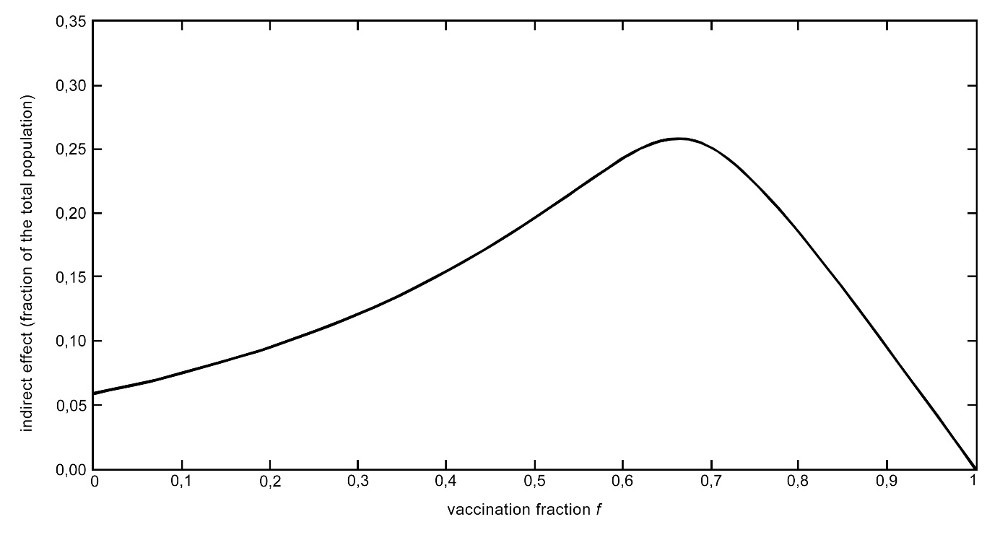 0,35
0,30
0,25
0,20
0,15
0,10
0,05
0,00
indirect effect (fraction of the total population)
0 0,1 0,2 0,3 0,4 0,5 0,6 0,7 0,8 0,9 1
vaccination fraction f